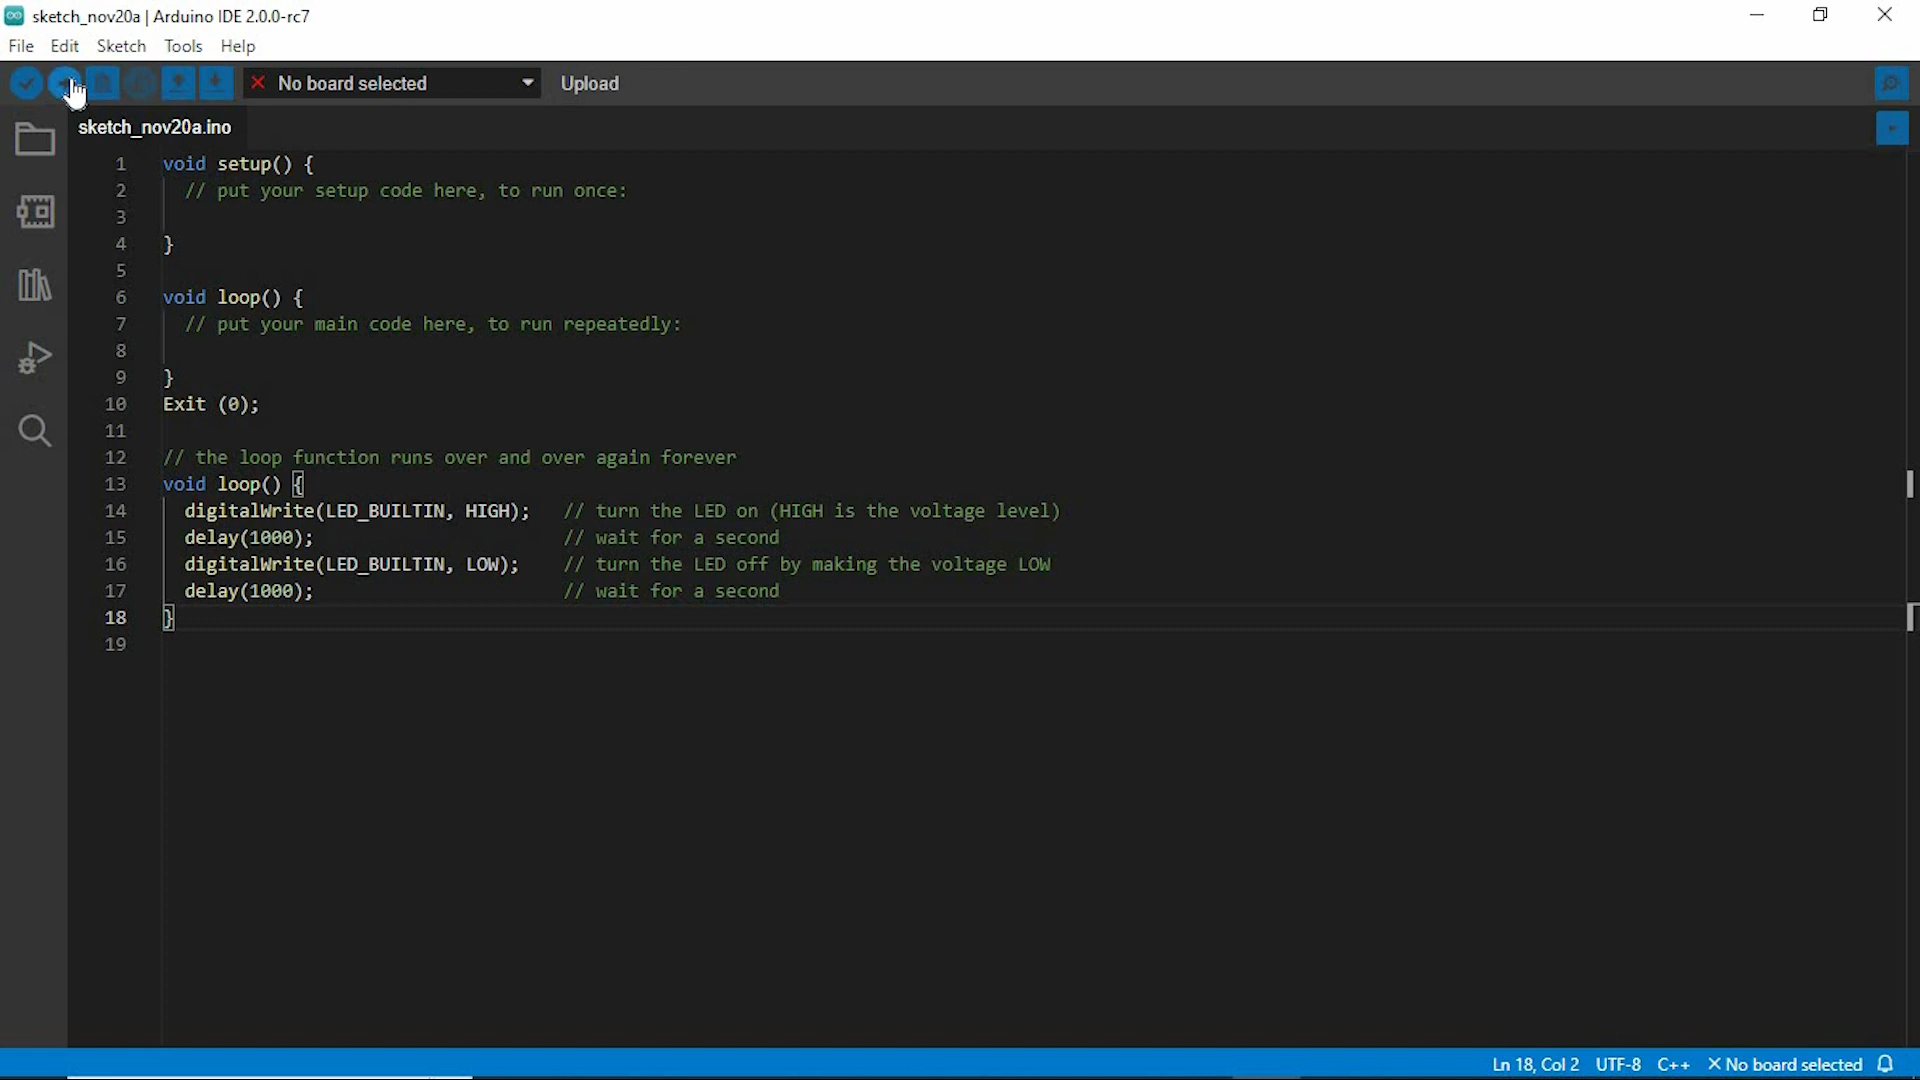 sketch_nov20a | Arduino IDE 2.0.0-rc7
File Edit Sketch Tools Help
No board selected Upload
sketch_nov20a.ino
1 void setup() {
2 // put your setup code here, to run once:
3
4 }
5
6 void loop() {
7 // put your main code here, to run repeatedly:
8
9 }
10 Exit (0);
11
12 // the loop function runs over and over again forever
13 void loop() {
14 digitalWrite(LED_BUILTIN, HIGH); // turn the LED on (HIGH is the voltage level)
15 delay(1000); // wait for a second
16 digitalWrite(LED_BUILTIN, LOW); // turn the LED off by making the voltage LOW
17 delay(1000); // wait for a second
18 }
19
Ln 18, Col 2 UTF-8 C++ No board selected